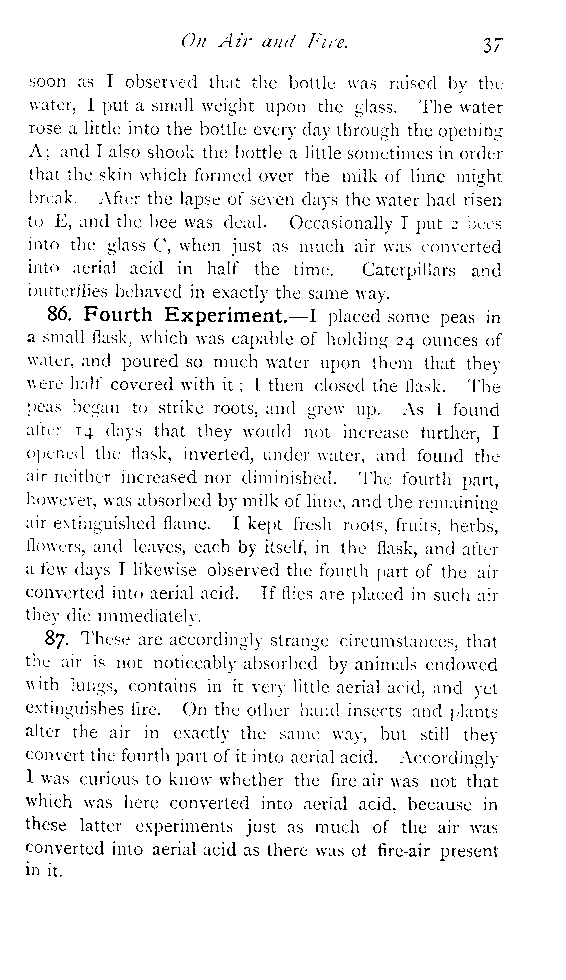 On Air and Fire. 37
soon as I observed that the bottle was raised by the
water, I put a small weight upon the glass. The water
rose a little into the bottle every day through the opening
A; and I also shook the bottle a little sometimes in order
that the skin which formed over the milk of lime might
break. After the lapse of seven days the water had risen
to E, and the bee was dead. Occasionally I put 2 bees
into the glass C, when just as much air was converted
into aerial acid in half the time. Caterpillars and
butterflies behaved in exactly the same way.
86. Fourth Experiment.—I placed some peas in
a small flask, which was capable of holding 24 ounces of
water, and poured so much water upon them that they
were half covered with it; I then closed the flask. The
peas began to strike roots, and grew up. As I found
after 14 days that they would not increase further, I
opened the flask, inverted, under water, and found the
air neither increased nor diminished. The fourth part,
however, was absorbed by milk of lime, and the remaining
air extinguished flame. I kept fresh roots, fruits, herbs,
flowers, and leaves, each by itself, in the flask, and after
a few days I likewise observed the fourth part of the air
converted into aerial acid. If flies are placed in such air
they die immediately.
87. These are accordingly strange circumstances, that
the air is not noticeably absorbed by animals endowed
with lungs, contains in it very little aerial acid, and yet
extinguishes fire. On the other hand insects and plants
alter the air in exactly the same way, but still they
convert the fourth part of it into aerial acid. Accordingly
I was curious to know whether the fire air was not that
which was here converted into aerial acid, because in
these latter experiments just as much of the air was
converted into aerial acid as there was of fire-air present
in it.